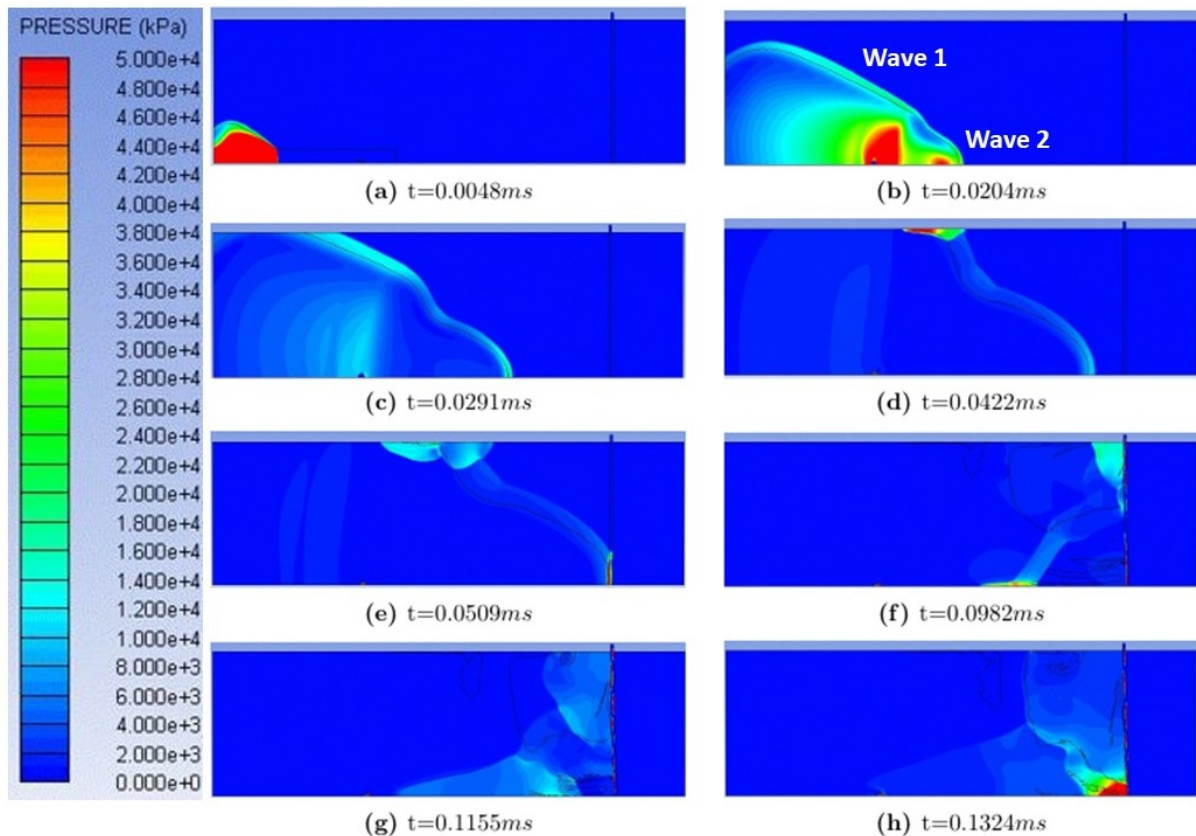 PRESSURE (kPa)
5.000e+4
4.800e+4
4.600e+4
4.400e+4
4.200e+4
4.000e+4
3.800e+4
3.600e+4
3.400e+4
3.200e+4
3.000e+4
2.800e+4
2.600e+4
2.400e+4
2.200e+4
2.000e+4
1.800e+4
1.600e+4
1.400e+4
1.200e+4
1.000e+4
8.000e+3
6.000e+3
4.000e+3
2.000e+3
0.000e+0
(a) t=0.0048ms
Wave 1
Wave 2
(b) t=0.0204ms
(c) t=0.0291ms
(d) t=0.0422ms
(e) t=0.0509ms
(f) t=0.0982ms
(g) t=0.1155ms
(h) t=0.1324ms